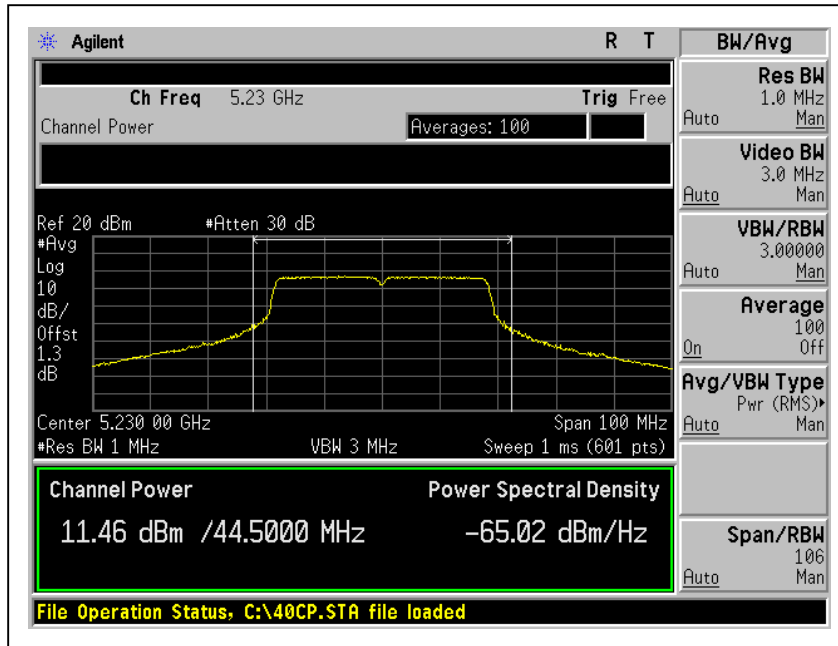 Agilent R T
Ch Freq 5.23 GHz Trig Free
Channel Power Averages: 100
Ref 20 dBm #Atten 30 dB
#Avg
Log
10
dB/
Offst
1.3
dB
Center 5.230 00 GHz Span 100 MHz
#Res BW 1 MHz VBW 3 MHz Sweep 1 ms (601 pts)
Channel Power Power Spectral Density
11.46 dBm /44.5000 MHz -65.02 dBm/Hz
File Operation Status, C:\40CP.STA file loaded
BW/Avg
Res BW
1.0 MHz
Auto Man
Video BW
3.0 MHz
Auto Man
VBW/RBW
3.00000
Auto Man
Average
100
On Off
Avg/VBW Type
Pwr (RMS)▸
Auto Man
Span/RBW
106
Auto Man